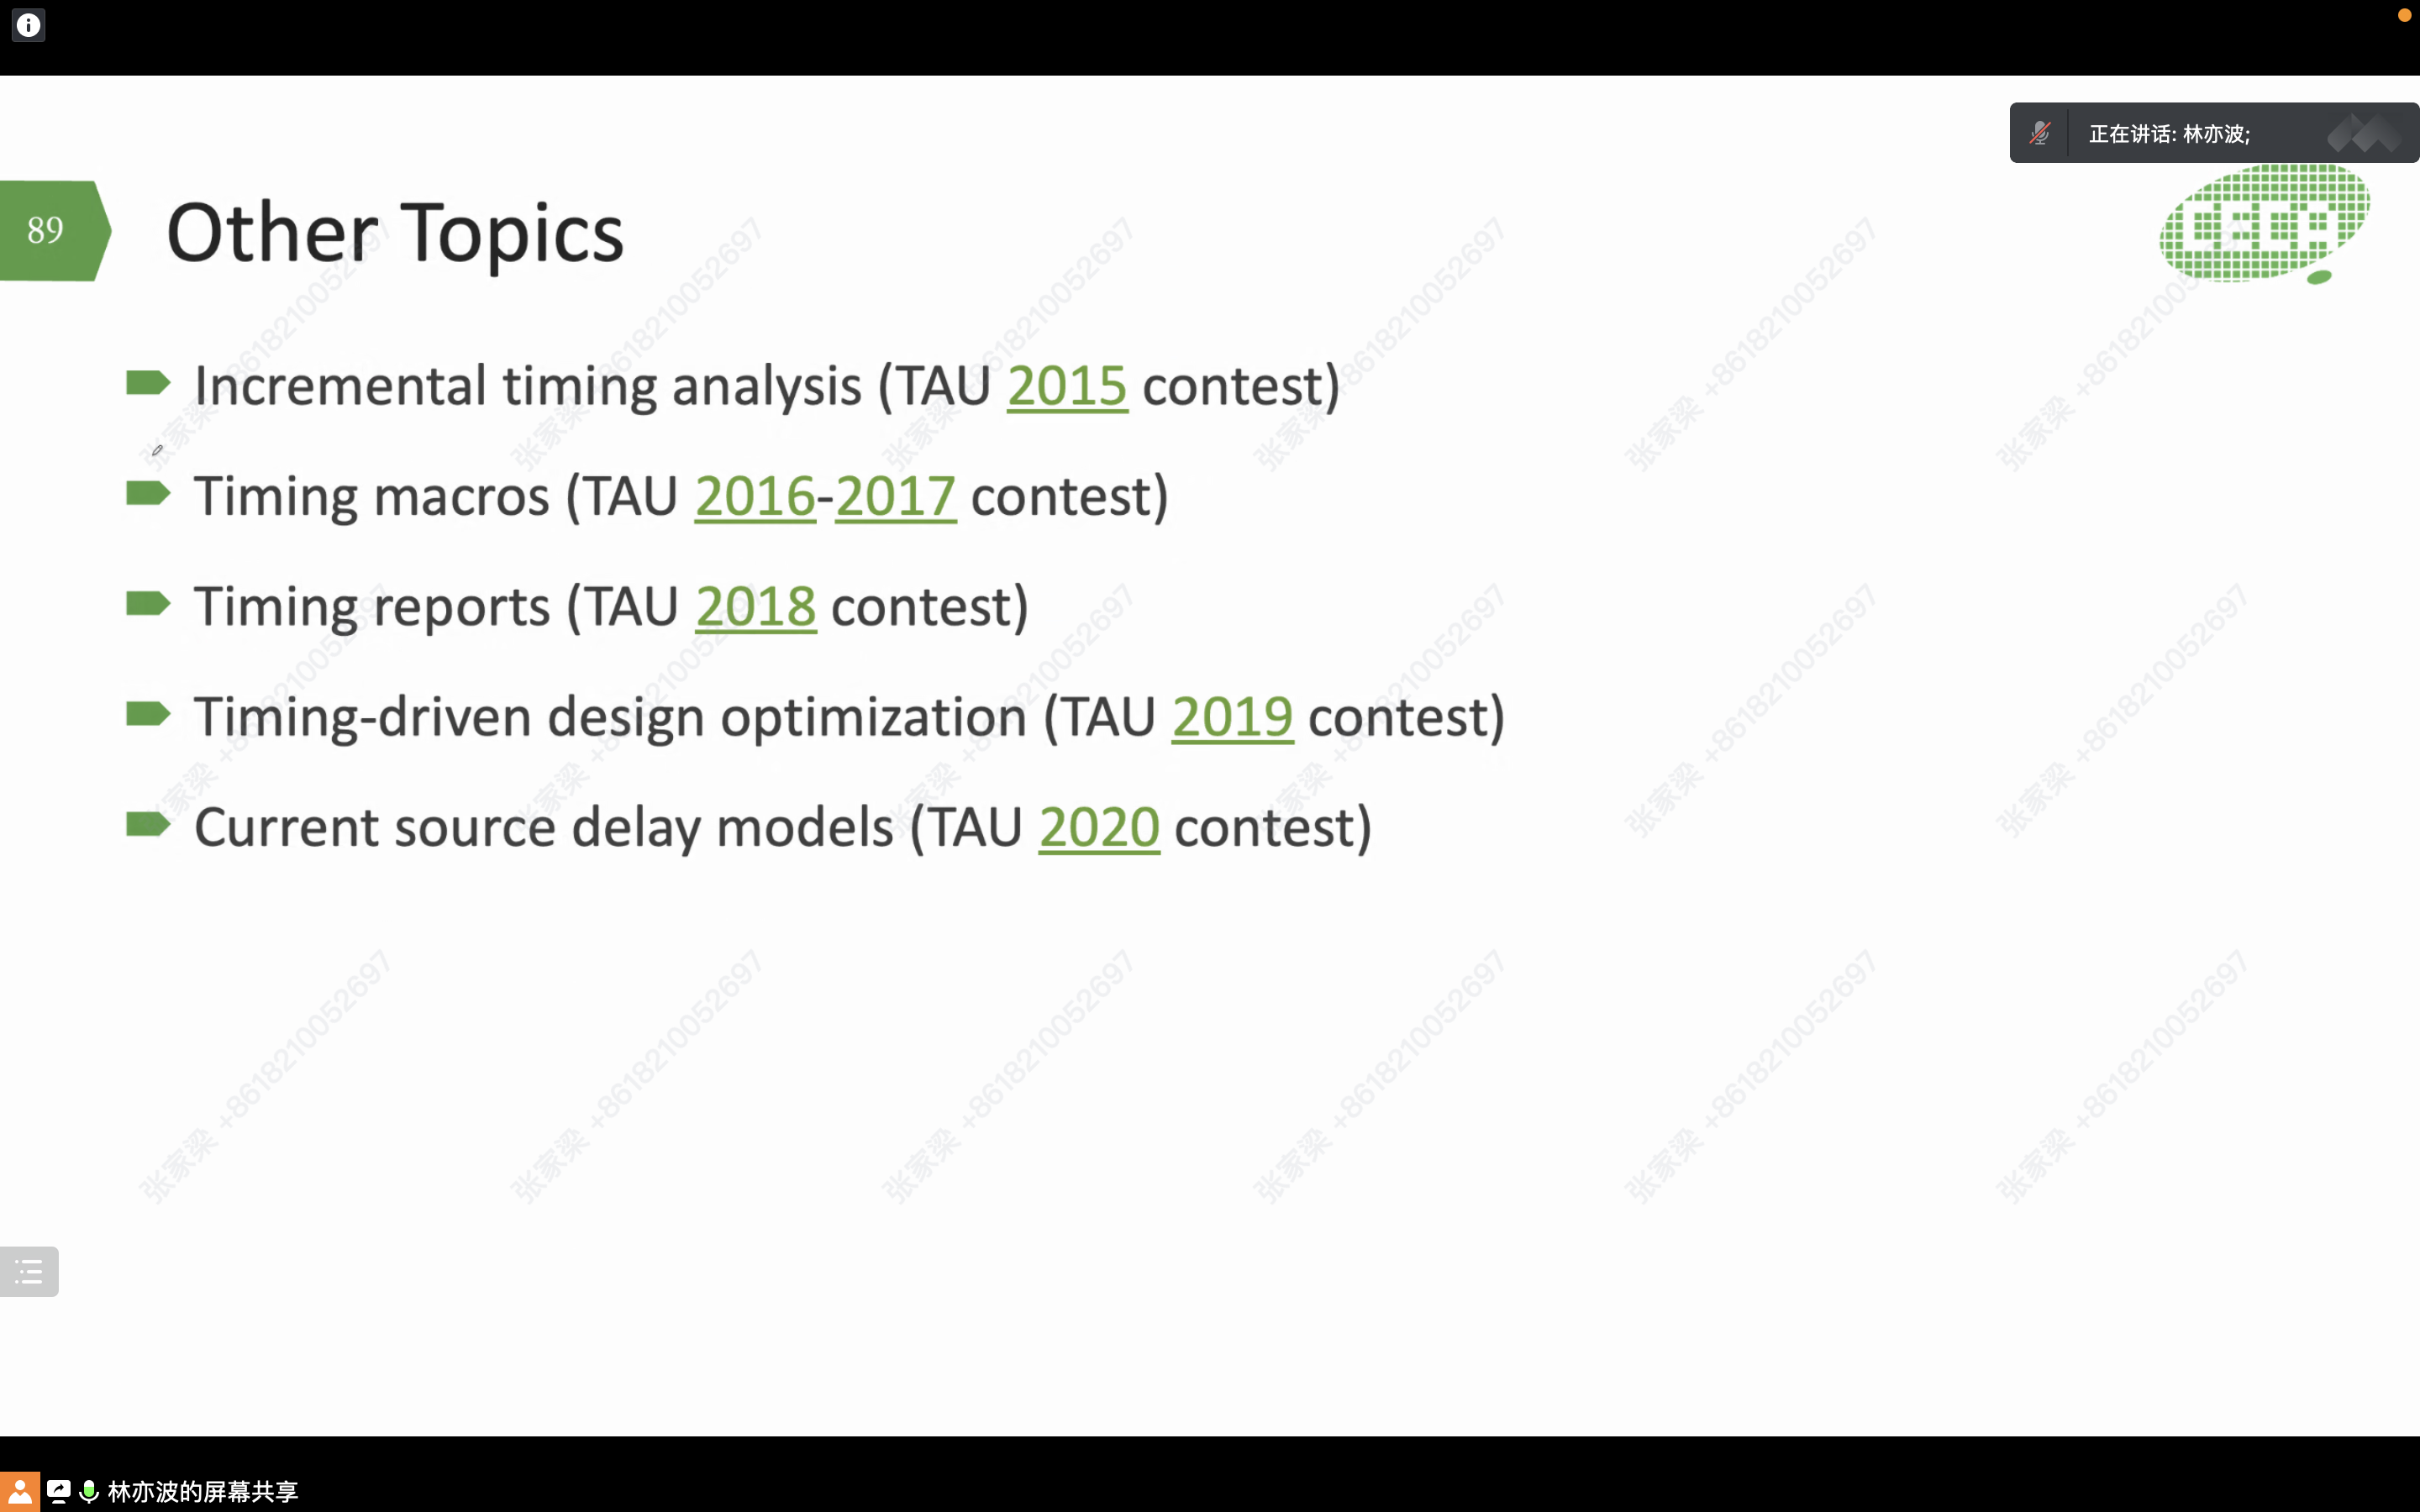 正在讲话: 林亦波;
89
Other Topics
Incremental timing analysis (TAU 2015 contest)
Timing macros (TAU 2016-2017 contest)
Timing reports (TAU 2018 contest)
Timing-driven design optimization (TAU 2019 contest)
Current source delay models (TAU 2020 contest)
张家梁 +8618210052697
林亦波的屏幕共享